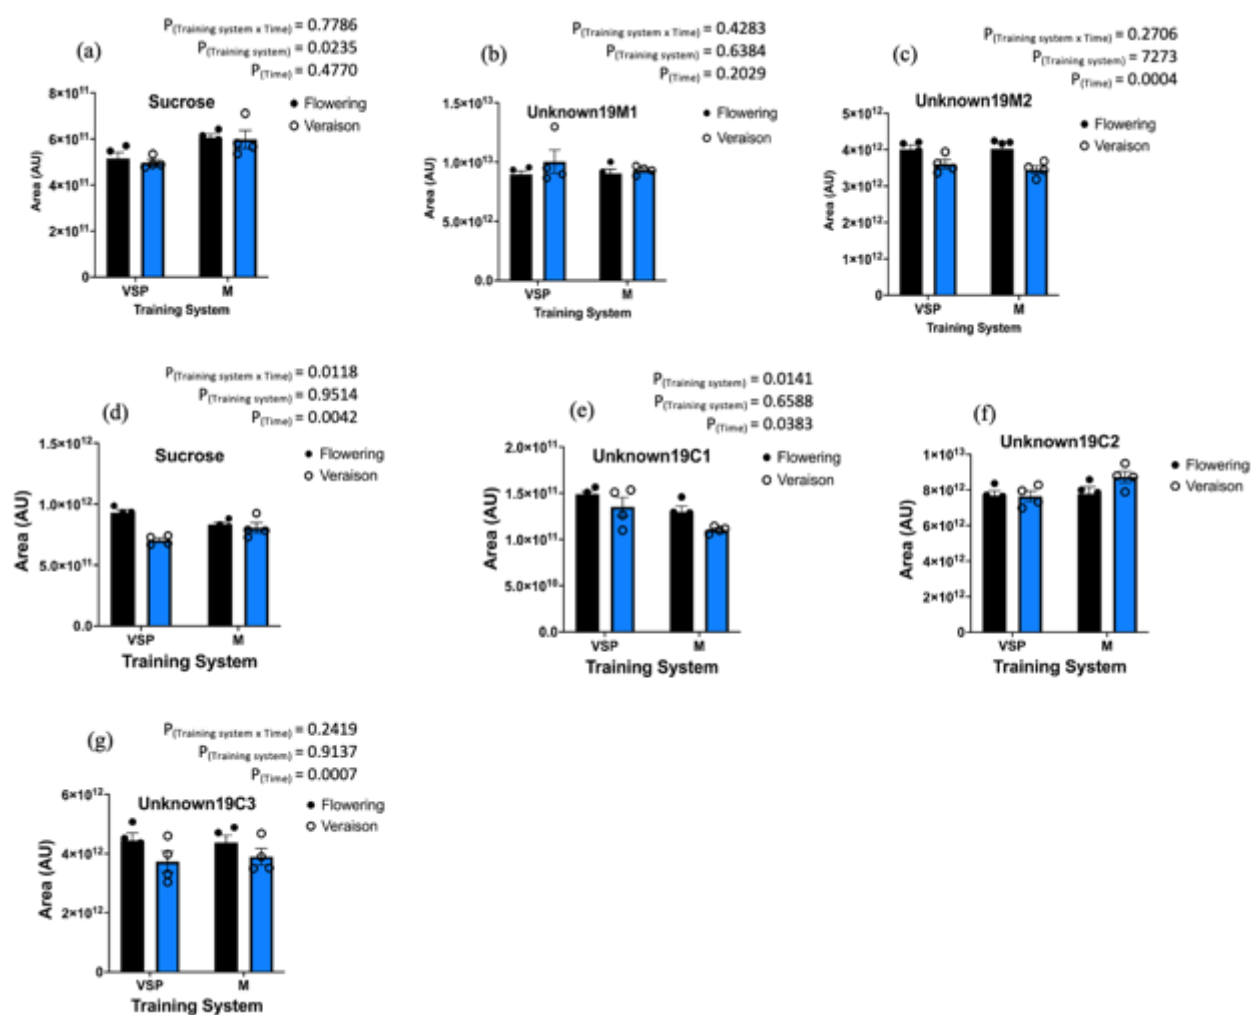 P(Training system x Time) = 0.7786
P(Training system) = 0.0235
P(Time) = 0.4770
(a)
Sucrose
Flowering
Veraison
8×10¹¹
6×10¹¹
4×10¹¹
2×10¹¹
0
Area (AU)
VSP
M
Training System
P(Training system x Time) = 0.4283
P(Training system) = 0.6384
P(Time) = 0.2029
(b)
Unknown19M1
Flowering
Veraison
1.5×10¹³
1.0×10¹³
5.0×10¹²
0.0
Area (AU)
VSP
M
Training System
P(Training system x Time) = 0.2706
P(Training system) = 7273
P(Time) = 0.0004
(c)
Unknown19M2
Flowering
Veraison
5×10¹²
4×10¹²
3×10¹²
2×10¹²
1×10¹²
0
Area (AU)
VSP
M
Training System
P(Training system x Time) = 0.0118
P(Training system) = 0.9514
P(Time) = 0.0042
(d)
Sucrose
Flowering
Veraison
1.5×10¹²
1.0×10¹²
5.0×10¹¹
0.0
Area (AU)
VSP
M
Training System
P(Training system) = 0.0141
P(Training system) = 0.6588
P(Time) = 0.0383
(e)
Unknown19C1
Flowering
Veraison
2.0×10¹¹
1.5×10¹¹
1.0×10¹¹
5.0×10¹⁰
0.0
Area (AU)
VSP
M
Training System
(f)
Unknown19C2
Flowering
Veraison
1×10¹³
8×10¹²
6×10¹²
4×10¹²
2×10¹²
0
Area (AU)
VSP
M
Training System
P(Training system x Time) = 0.2419
P(Training system) = 0.9137
P(Time) = 0.0007
(g)
Unknown19C3
Flowering
Veraison
6×10¹²
4×10¹²
2×10¹²
0
Area (AU)
VSP
M
Training System